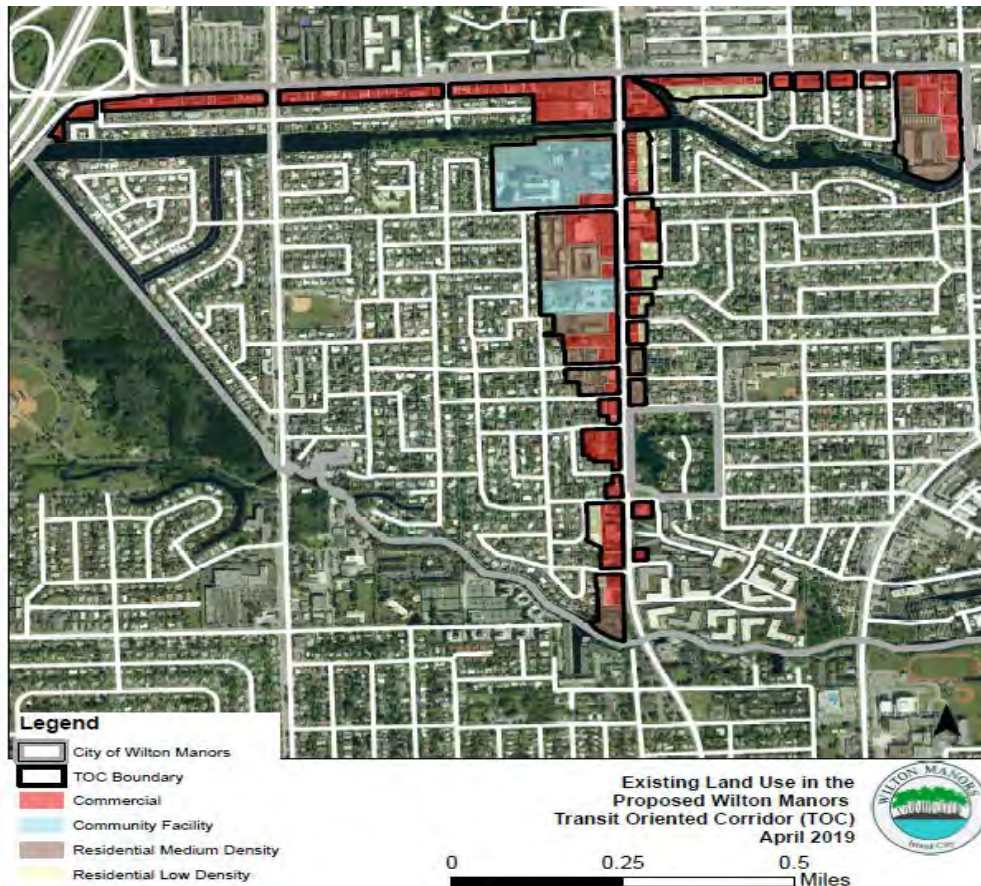 Legend
City of Wilton Manors
TOC Boundary
Commercial
Community Facility
Residential Medium Density
Residential Low Density
Existing Land Use in the
Proposed Wilton Manors
Transit Oriented Corridor (TOC)
April 2019
WILTON MANORS
Island City
0 0.25 0.5
Miles